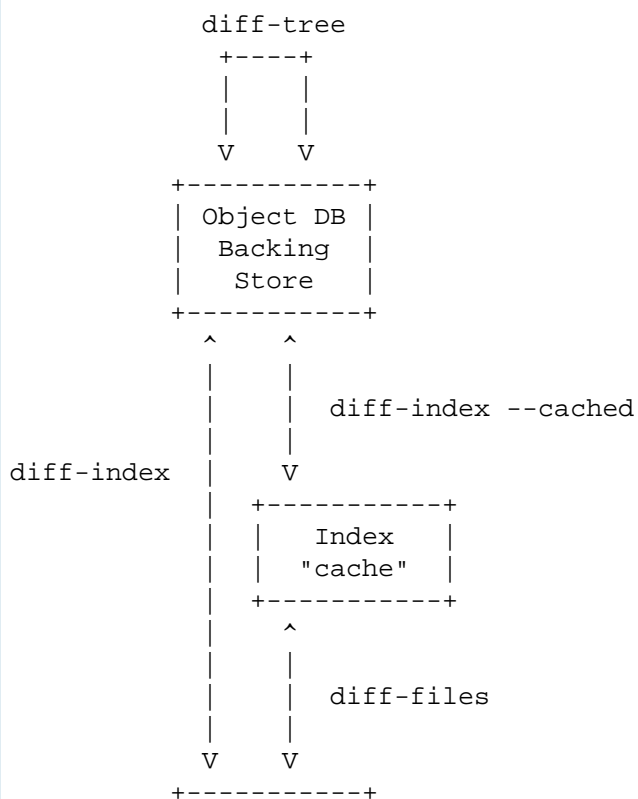 diff-tree
+----+
|    |
|    |
V    V
+-----------+
| Object DB |
|  Backing  |
|   Store   |
+-----------+
^    ^
|    |
|    |  diff-index --cached
|    |
diff-index |    V
|  +-----------+
|  |   Index   |
|  |  "cache"  |
|  +-----------+
|    ^
|    |
|    |  diff-files
|    |
V    V
+-----------+